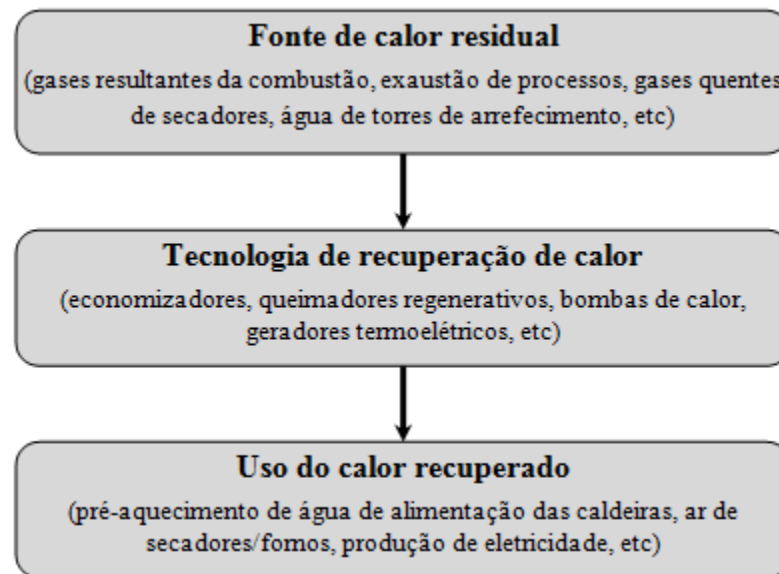 Fonte de calor residual
(gases resultantes da combustão, exaustão de processos, gases quentes
de secadores, água de torres de arrefecimento, etc)
Tecnologia de recuperação de calor
(economizadores, queimadores regenerativos, bombas de calor,
geradores termoelétricos, etc)
Uso do calor recuperado
(pré-aquecimento de água de alimentação das caldeiras, ar de
secadores/fornos, produção de eletricidade, etc)